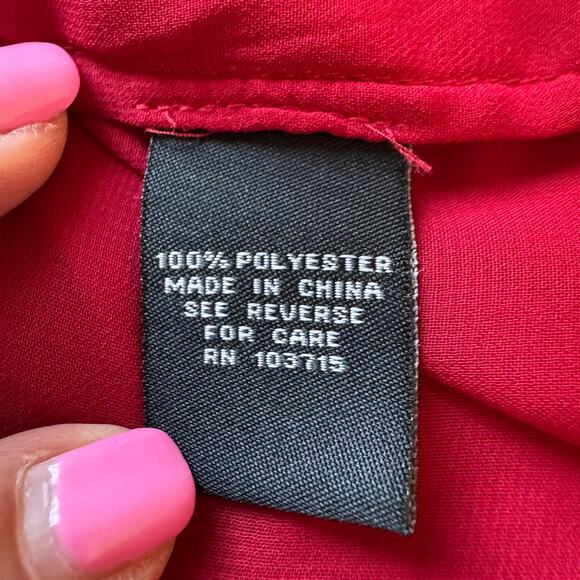 100% POLYESTER
MADE IN CHINA
SEE REVERSE
FOR CARE
RN 103715